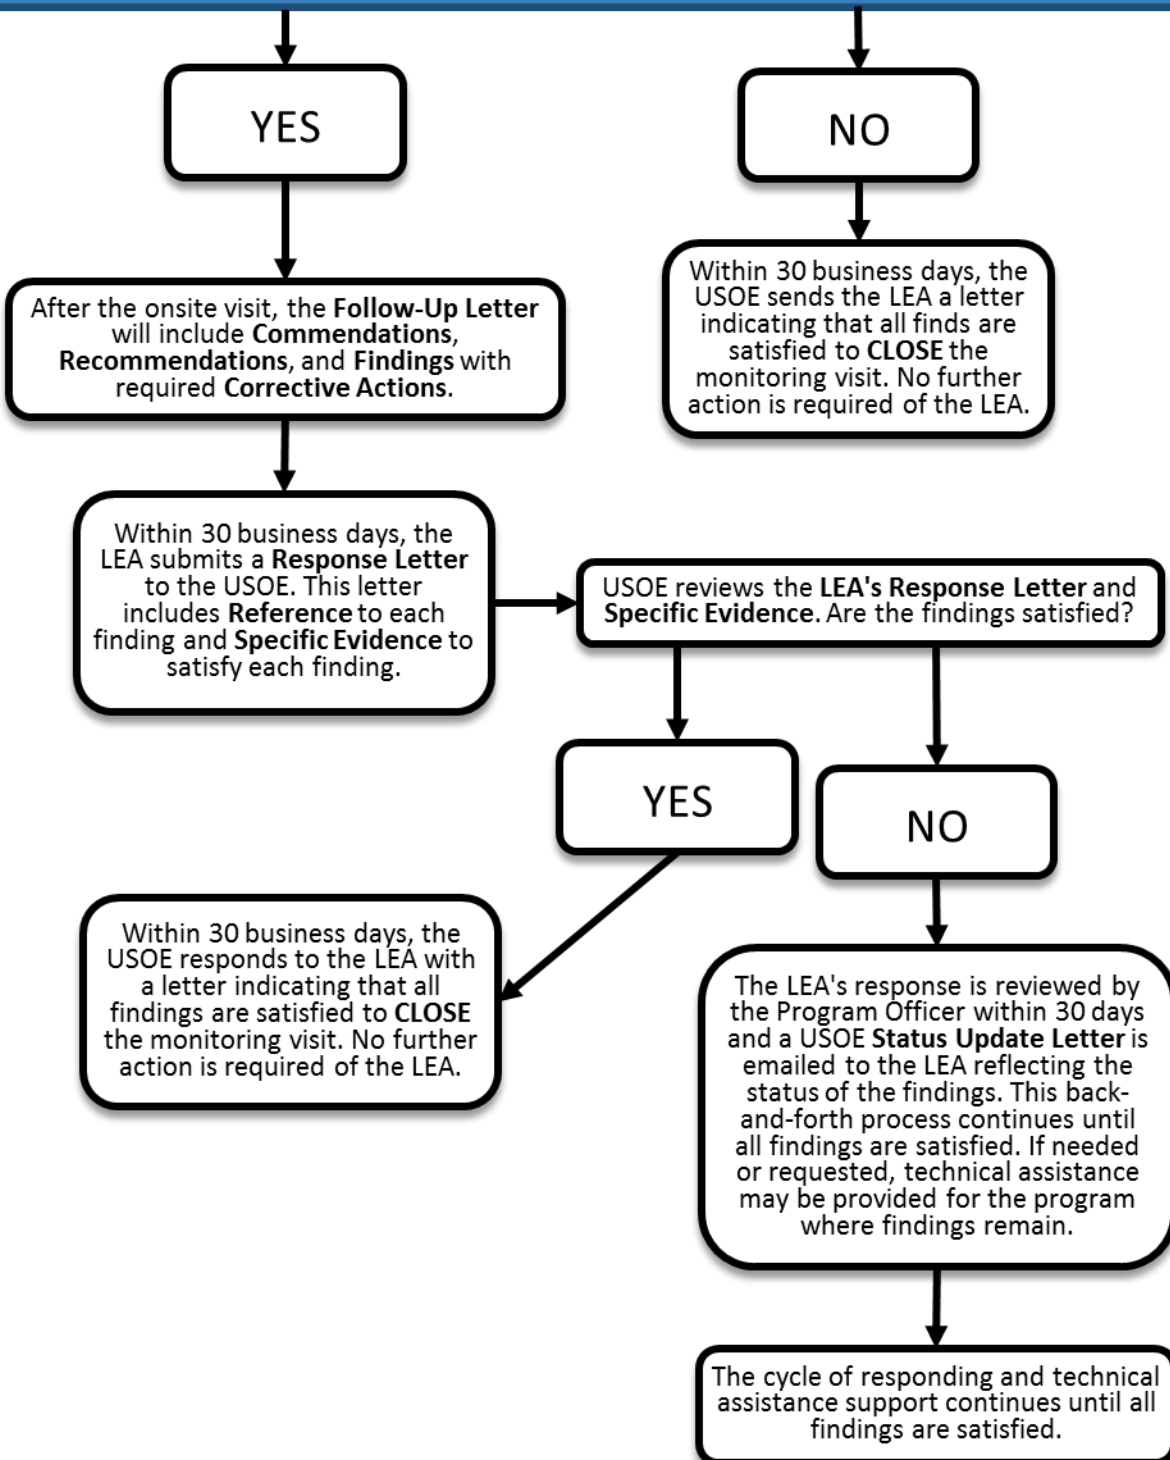 YES
NO
After the onsite visit, the Follow-Up Letter
will include Commendations,
Recommendations, and Findings with
required Corrective Actions.
Within 30 business days, the
USOE sends the LEA a letter
indicating that all finds are
satisfied to CLOSE the
monitoring visit. No further
action is required of the LEA.
Within 30 business days, the
LEA submits a Response Letter
to the USOE. This letter
includes Reference to each
finding and Specific Evidence to
satisfy each finding.
USOE reviews the LEA's Response Letter and
Specific Evidence. Are the findings satisfied?
YES
NO
Within 30 business days, the
USOE responds to the LEA with
a letter indicating that all
findings are satisfied to CLOSE
the monitoring visit. No further
action is required of the LEA.
The LEA's response is reviewed by
the Program Officer within 30 days
and a USOE Status Update Letter is
emailed to the LEA reflecting the
status of the findings. This back-
and-forth process continues until
all findings are satisfied. If needed
or requested, technical assistance
may be provided for the program
where findings remain.
The cycle of responding and technical
assistance support continues until all
findings are satisfied.